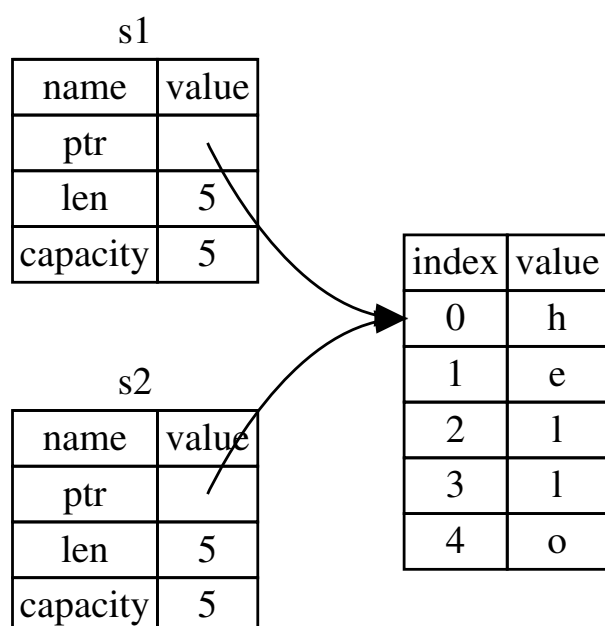 s1
name value
ptr
len 5
capacity 5
index value
0 h
1 e
2 l
3 l
4 o
s2
name value
ptr
len 5
capacity 5